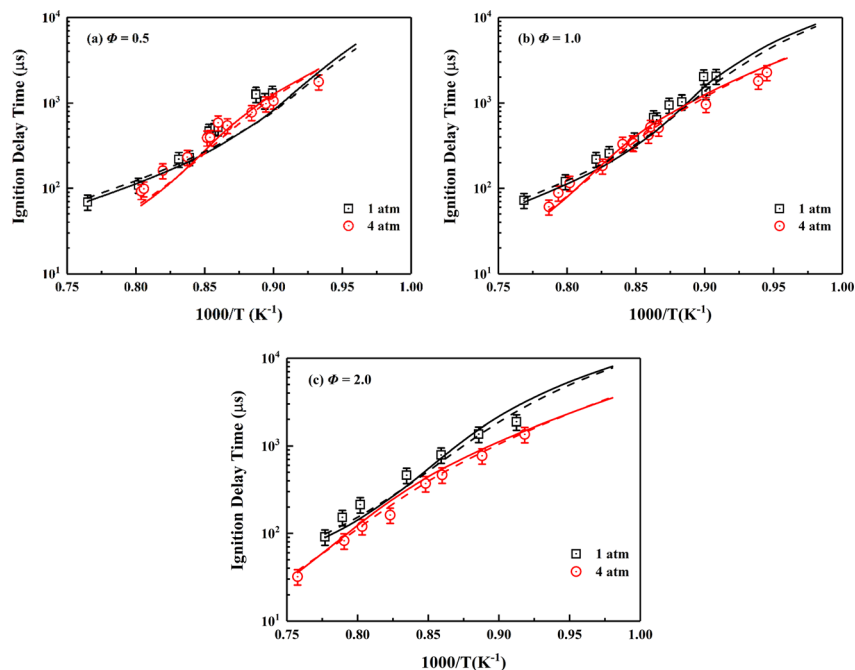 (a) Φ = 0.5
Ignition Delay Time (μs)
10⁴
10³
10²
10¹
0.75 0.80 0.85 0.90 0.95 1.00
1000/T (K⁻¹)
1 atm
4 atm
(b) Φ = 1.0
Ignition Delay Time (μs)
10⁴
10³
10²
10¹
0.75 0.80 0.85 0.90 0.95 1.00
1000/T(K⁻¹)
1 atm
4 atm
(c) Φ = 2.0
Ignition Delay Time (μs)
10⁴
10³
10²
10¹
0.75 0.80 0.85 0.90 0.95 1.00
1000/T(K⁻¹)
1 atm
4 atm